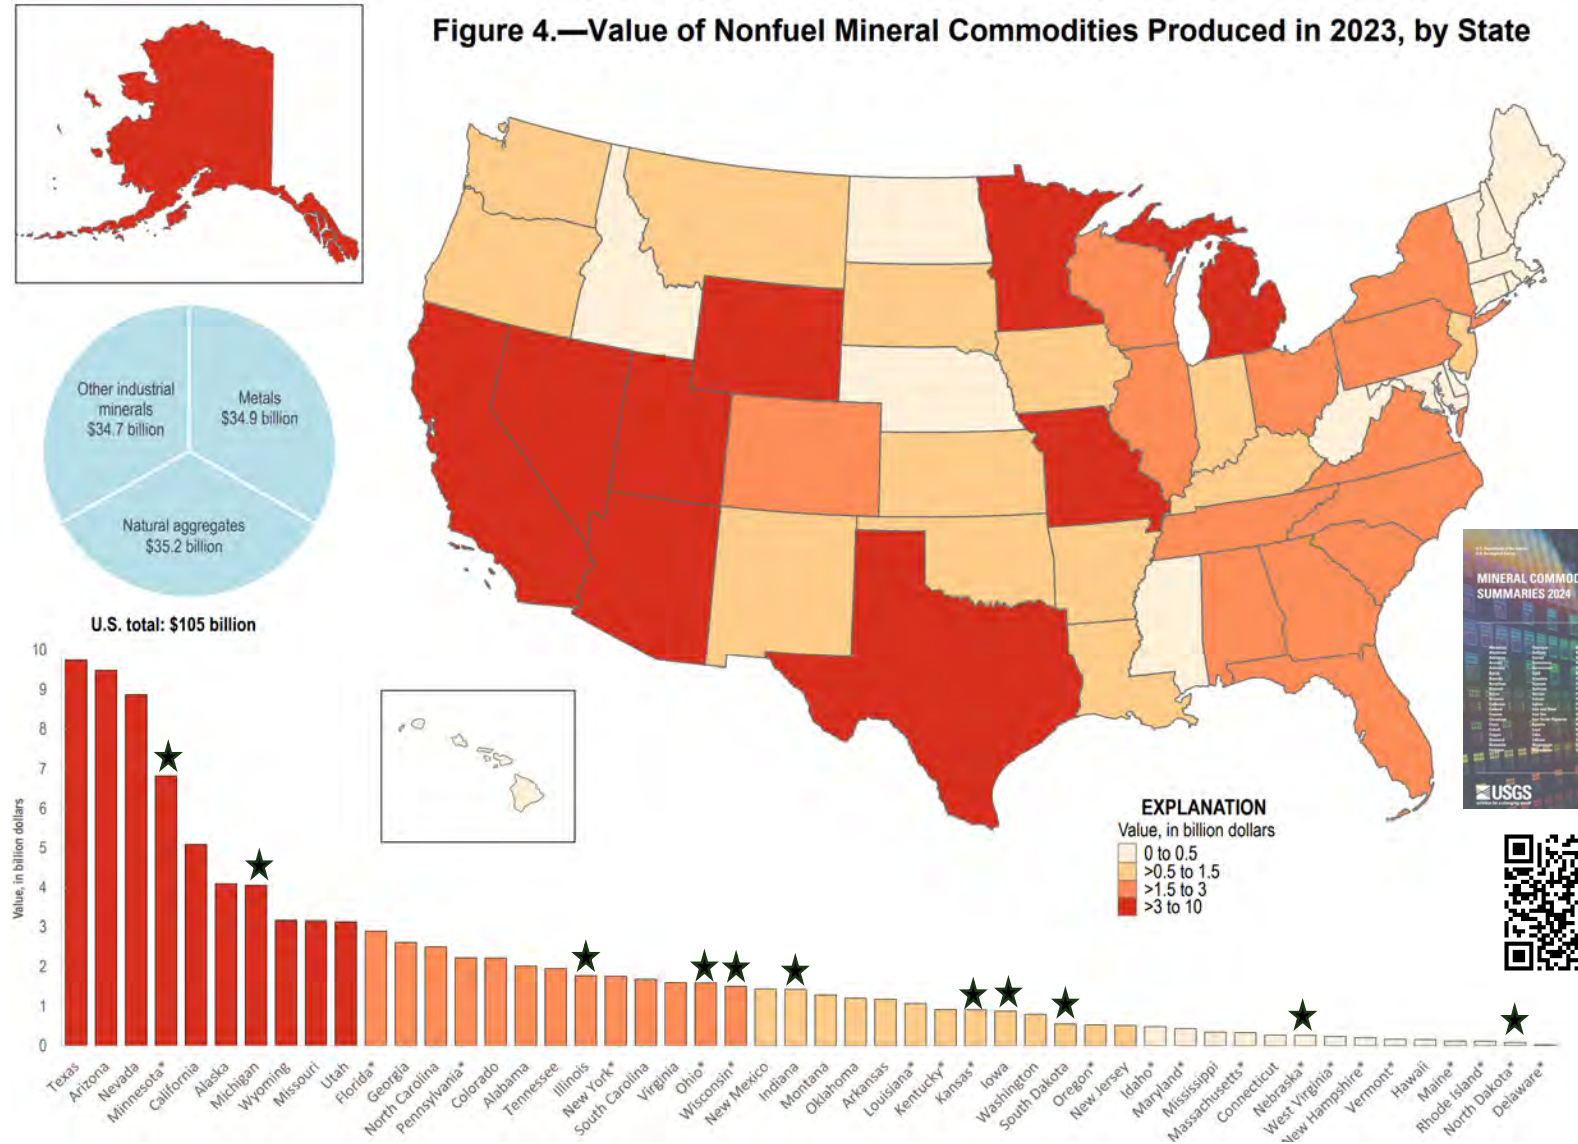 Figure 4.—Value of Nonfuel Mineral Commodities Produced in 2023, by State
Other industrial
minerals
$34.7 billion
Metals
$34.9 billion
Natural aggregates
$35.2 billion
U.S. total: $105 billion
MINERAL COMMOD
SUMMARIES 2024
USGS
EXPLANATION
Value, in billion dollars
0 to 0.5
>0.5 to 1.5
>1.5 to 3
>3 to 10
Value, in billion dollars
10
9
8
7
6
5
4
3
2
1
0
Texas
Arizona
Nevada
Minnesota*
California
Alaska
Michigan
Wyoming
Missouri
Utah
Florida*
Georgia
North Carolina
Pennsylvania*
Colorado
Alabama
Tennessee
Illinois
New York*
South Carolina
Virginia
Ohio*
Wisconsin*
New Mexico
Indiana
Montana
Oklahoma
Arkansas
Louisiana*
Kentucky*
Kansas*
Iowa
Washington
South Dakota
Oregon*
New Jersey
Idaho*
Maryland*
Mississippi
Massachusetts*
Connecticut
Nebraska*
West Virginia*
New Hampshire*
Vermont*
Hawaii
Maine*
Rhode Island*
North Dakota*
Delaware*